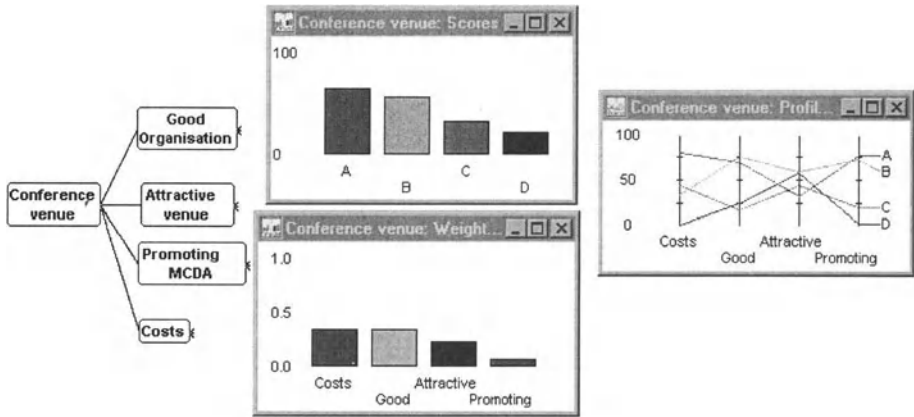 Good
Organisation
Conference
venue
Attractive
venue
Promoting
MCDA
Costs
Conference venue: Scores
100
0
A
B
C
D
Conference venue: Weight...
1.0
0.5
0.0
Costs
Good
Attractive
Promoting
Conference venue: Profil...
100
50
0
A
B
C
D
Costs
Good
Attractive
Promoting